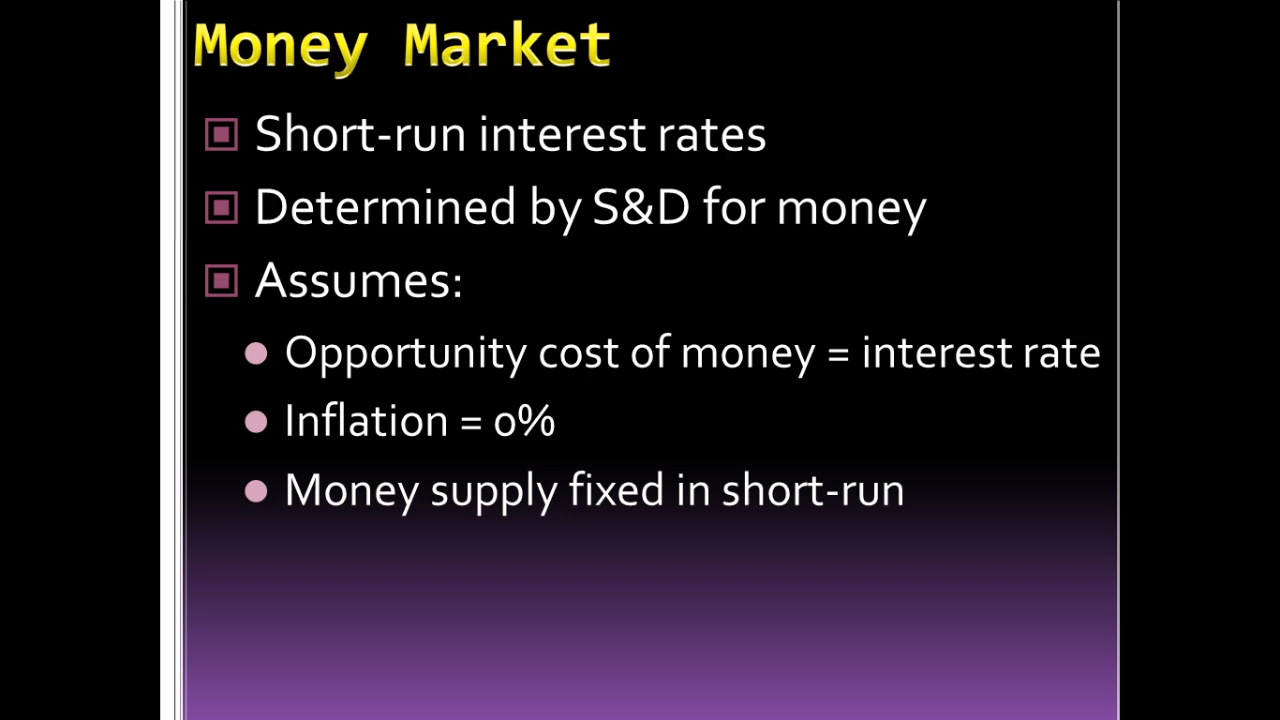 Money Market
Short-run interest rates
Determined by S&D for money
Assumes:
Opportunity cost of money = interest rate
Inflation = 0%
Money supply fixed in short-run